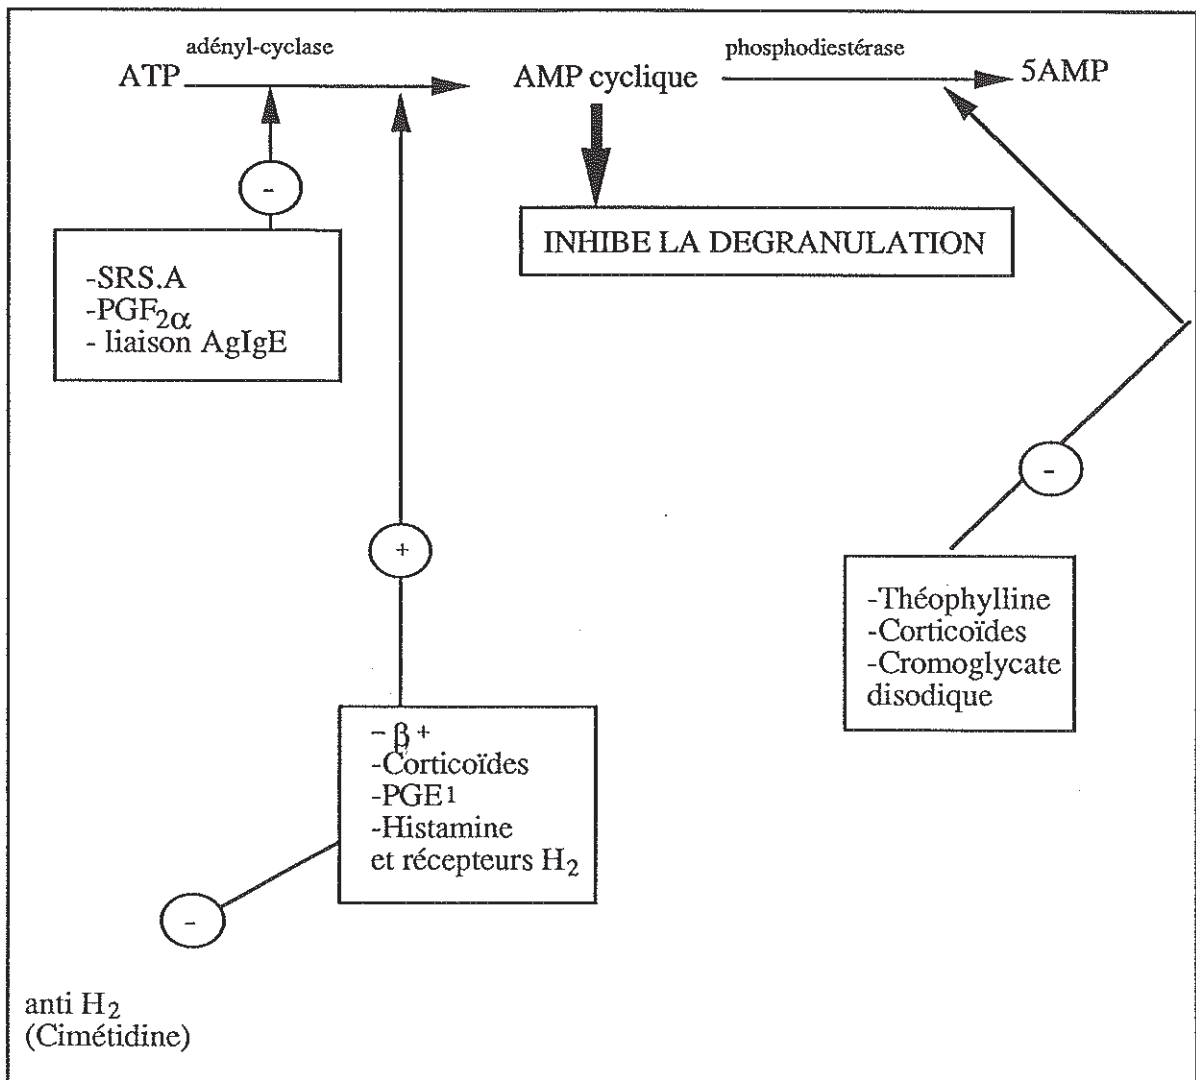 adényl-cyclase
phosphodiestérase
ATP
AMP cyclique
5AMP
-
INHIBE LA DEGRANULATION
-SRS.A
-PGF2α
- liaison AgIgE
-
+
-Théophylline
-Corticoïdes
-Cromoglycate
disodique
- β+
-Corticoïdes
-PGE1
-Histamine
et récepteurs H2
-
anti H2
(Cimétidine)